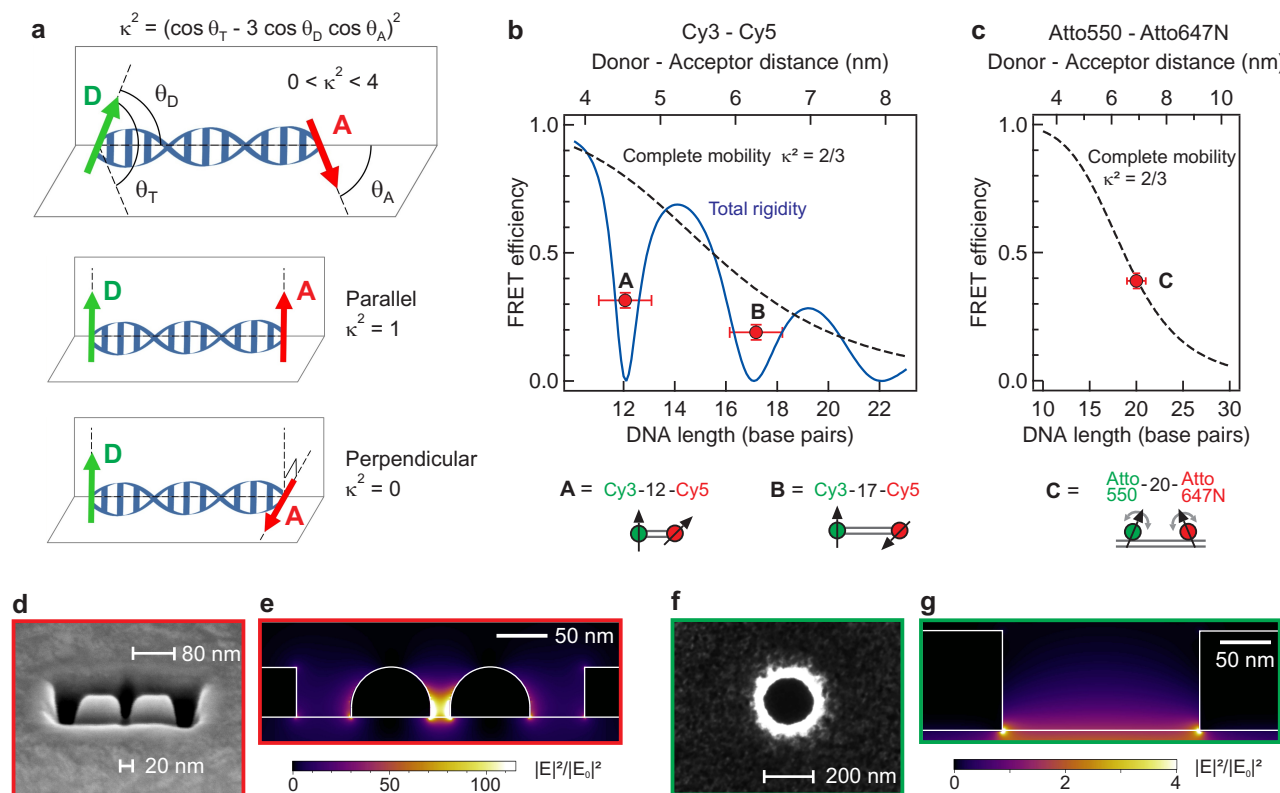 a
κ² = (cos θ_T - 3 cos θ_D cos θ_A)²
D
θ_D
0 < κ² < 4
A
θ_T
θ_A
D
A
Parallel
κ² = 1
D
A
Perpendicular
κ² = 0
b
Cy3 - Cy5
Donor - Acceptor distance (nm)
4 5 6 7 8
1.0
Complete mobility κ² = 2/3
Total rigidity
FRET efficiency
0.5
A
B
0.0
12 14 16 18 20 22
DNA length (base pairs)
A = Cy3-12-Cy5
B = Cy3-17-Cy5
c
Atto550 - Atto647N
Donor - Acceptor distance (nm)
4 6 8 10
1.0
Complete mobility
κ² = 2/3
FRET efficiency
0.5
C
0.0
10 15 20 25 30
DNA length (base pairs)
C = Atto 550 -20- Atto 647N
d
80 nm
20 nm
e
50 nm
0 50 100
|E|²/|E₀|²
f
200 nm
g
50 nm
0 2 4
|E|²/|E₀|²